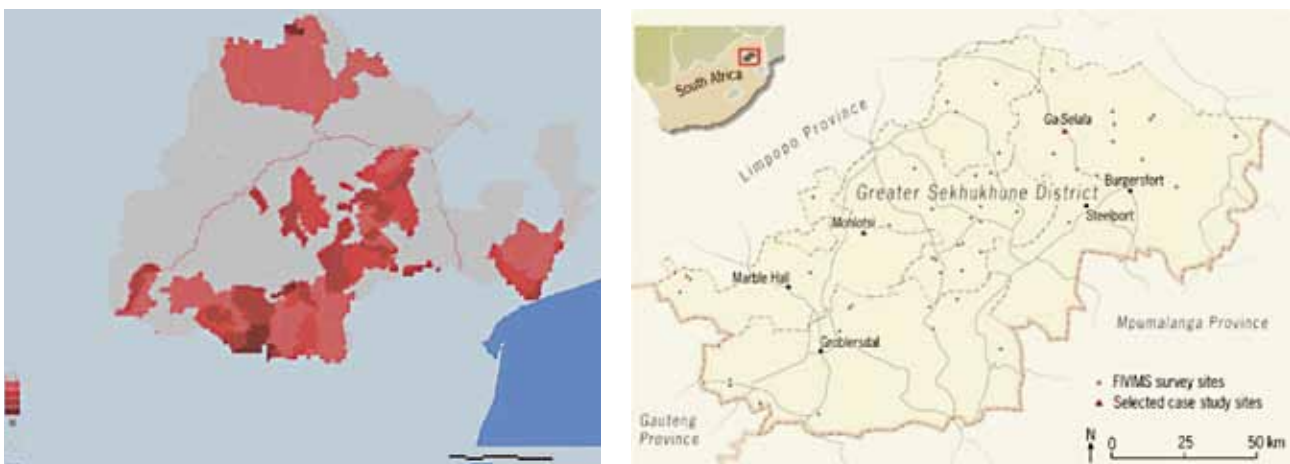 South Africa
Limpopo Province
Ga-Selala
Greater Sekhukhune District
Burgersfort
Steelport
Mohlotsi
Marble Hall
Mpumalanga Province
Groblersdal
FIVIMS survey sites
Selected case study sites
Gauteng
Province
N
0 25 50 km